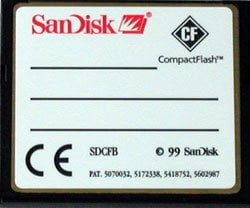 SanDisk
CF
CompactFlash™
CE
SDCFB © 99 SanDisk
PAT. 5070032, 5172338, 5418752, 5602987